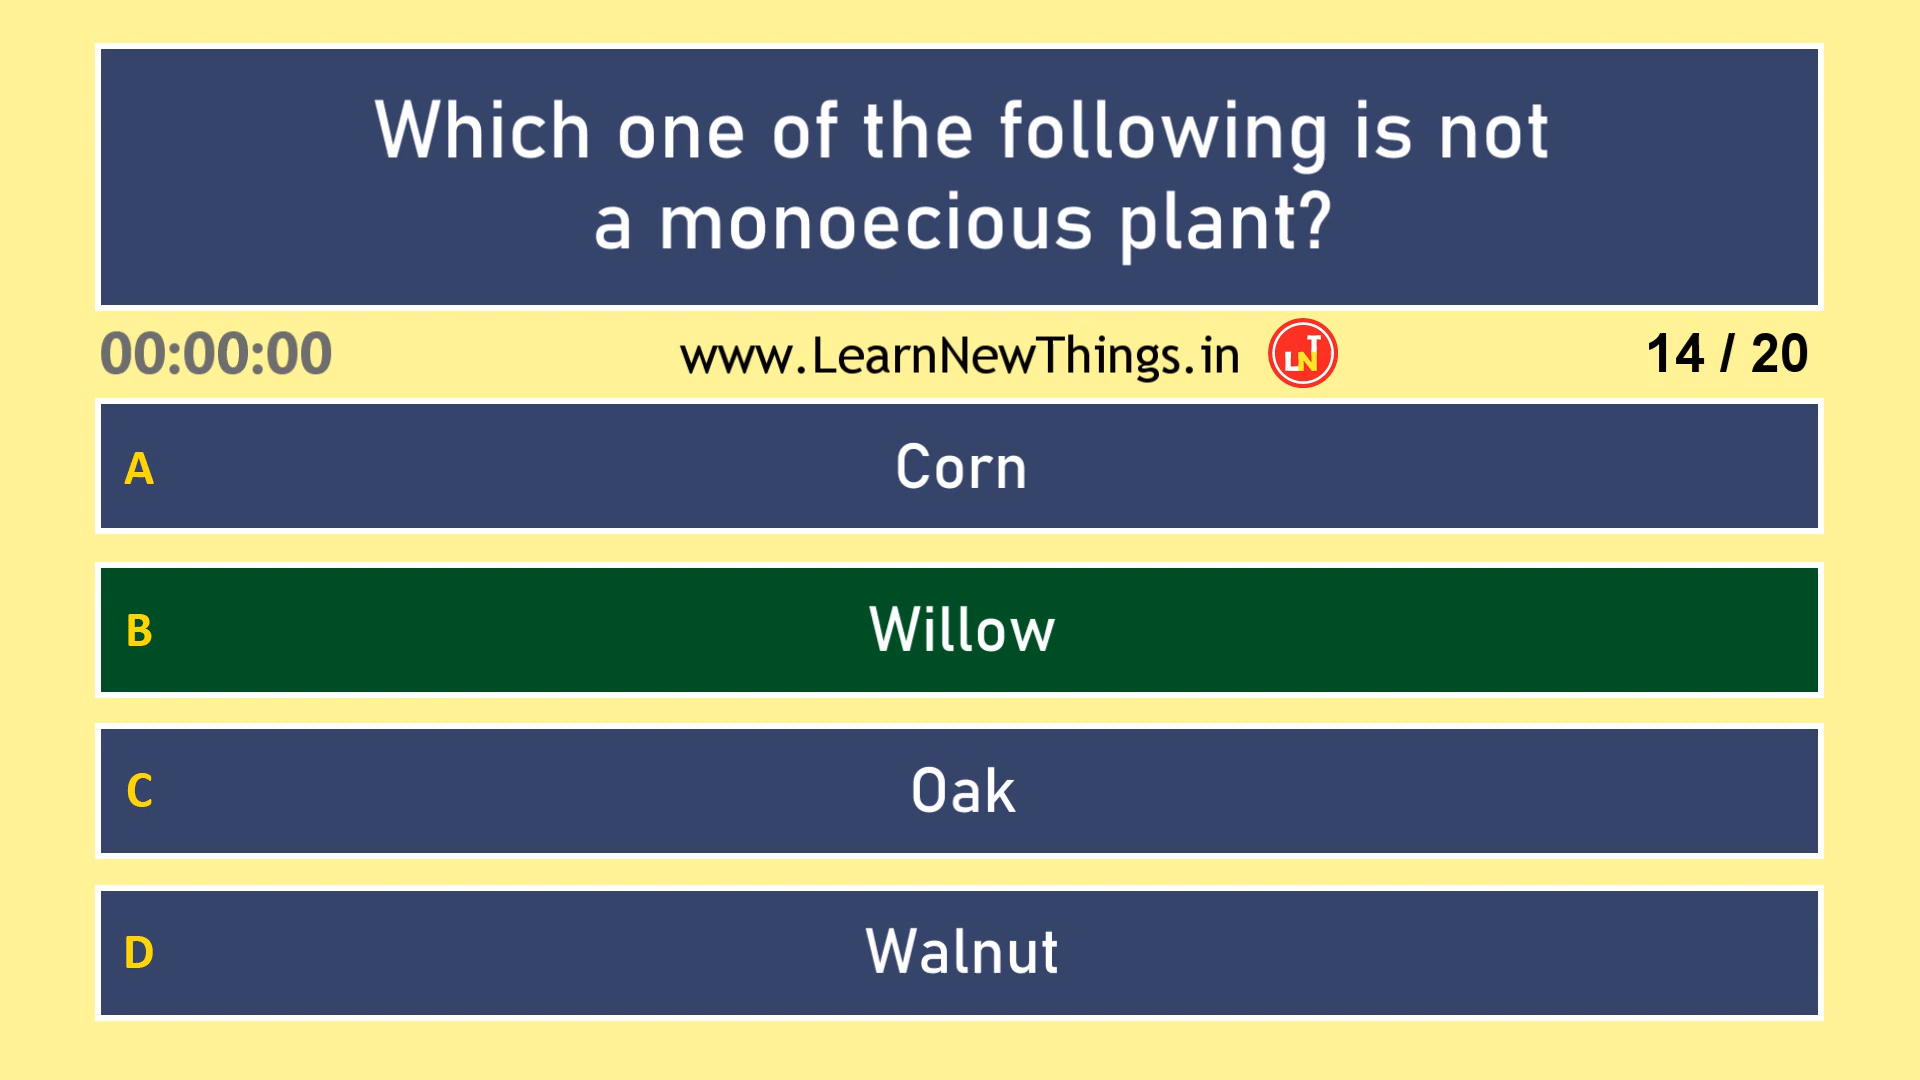 Which one of the following is not
a monoecious plant?
00:00:00
www.LearnNewThings.in
LNT
14 / 20
A
Corn
B
Willow
C
Oak
D
Walnut